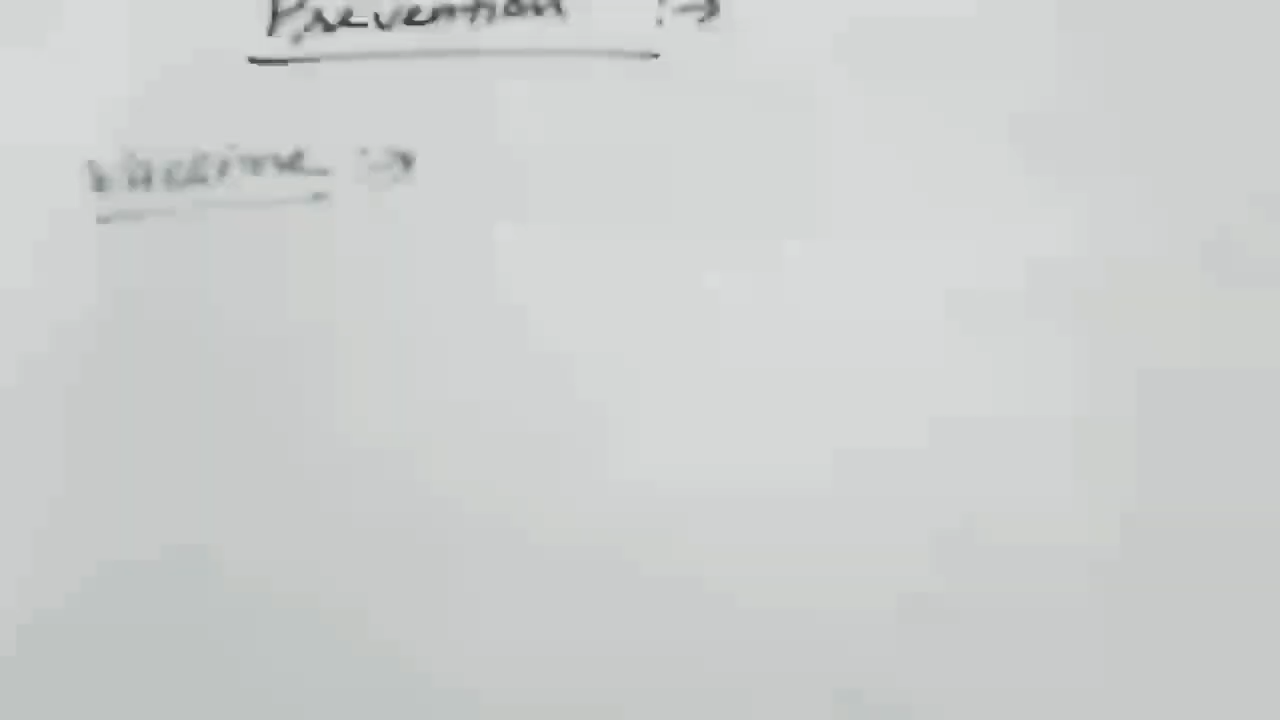 Prevention :→
Vaccine :→